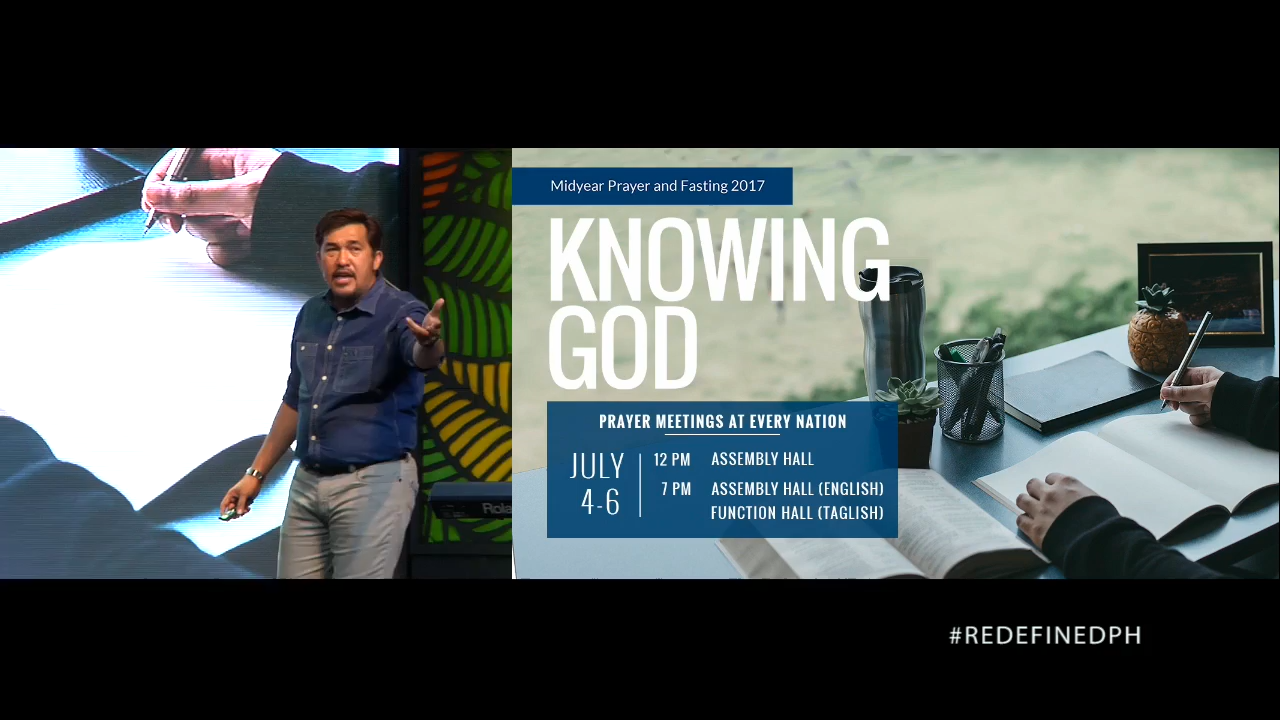 Midyear Prayer and Fasting 2017
KNOWING
GOD
PRAYER MEETINGS AT EVERY NATION
JULY
4-6
12 PM ASSEMBLY HALL
7 PM ASSEMBLY HALL (ENGLISH)
FUNCTION HALL (TAGLISH)
Rola
#REDEFINEDPH